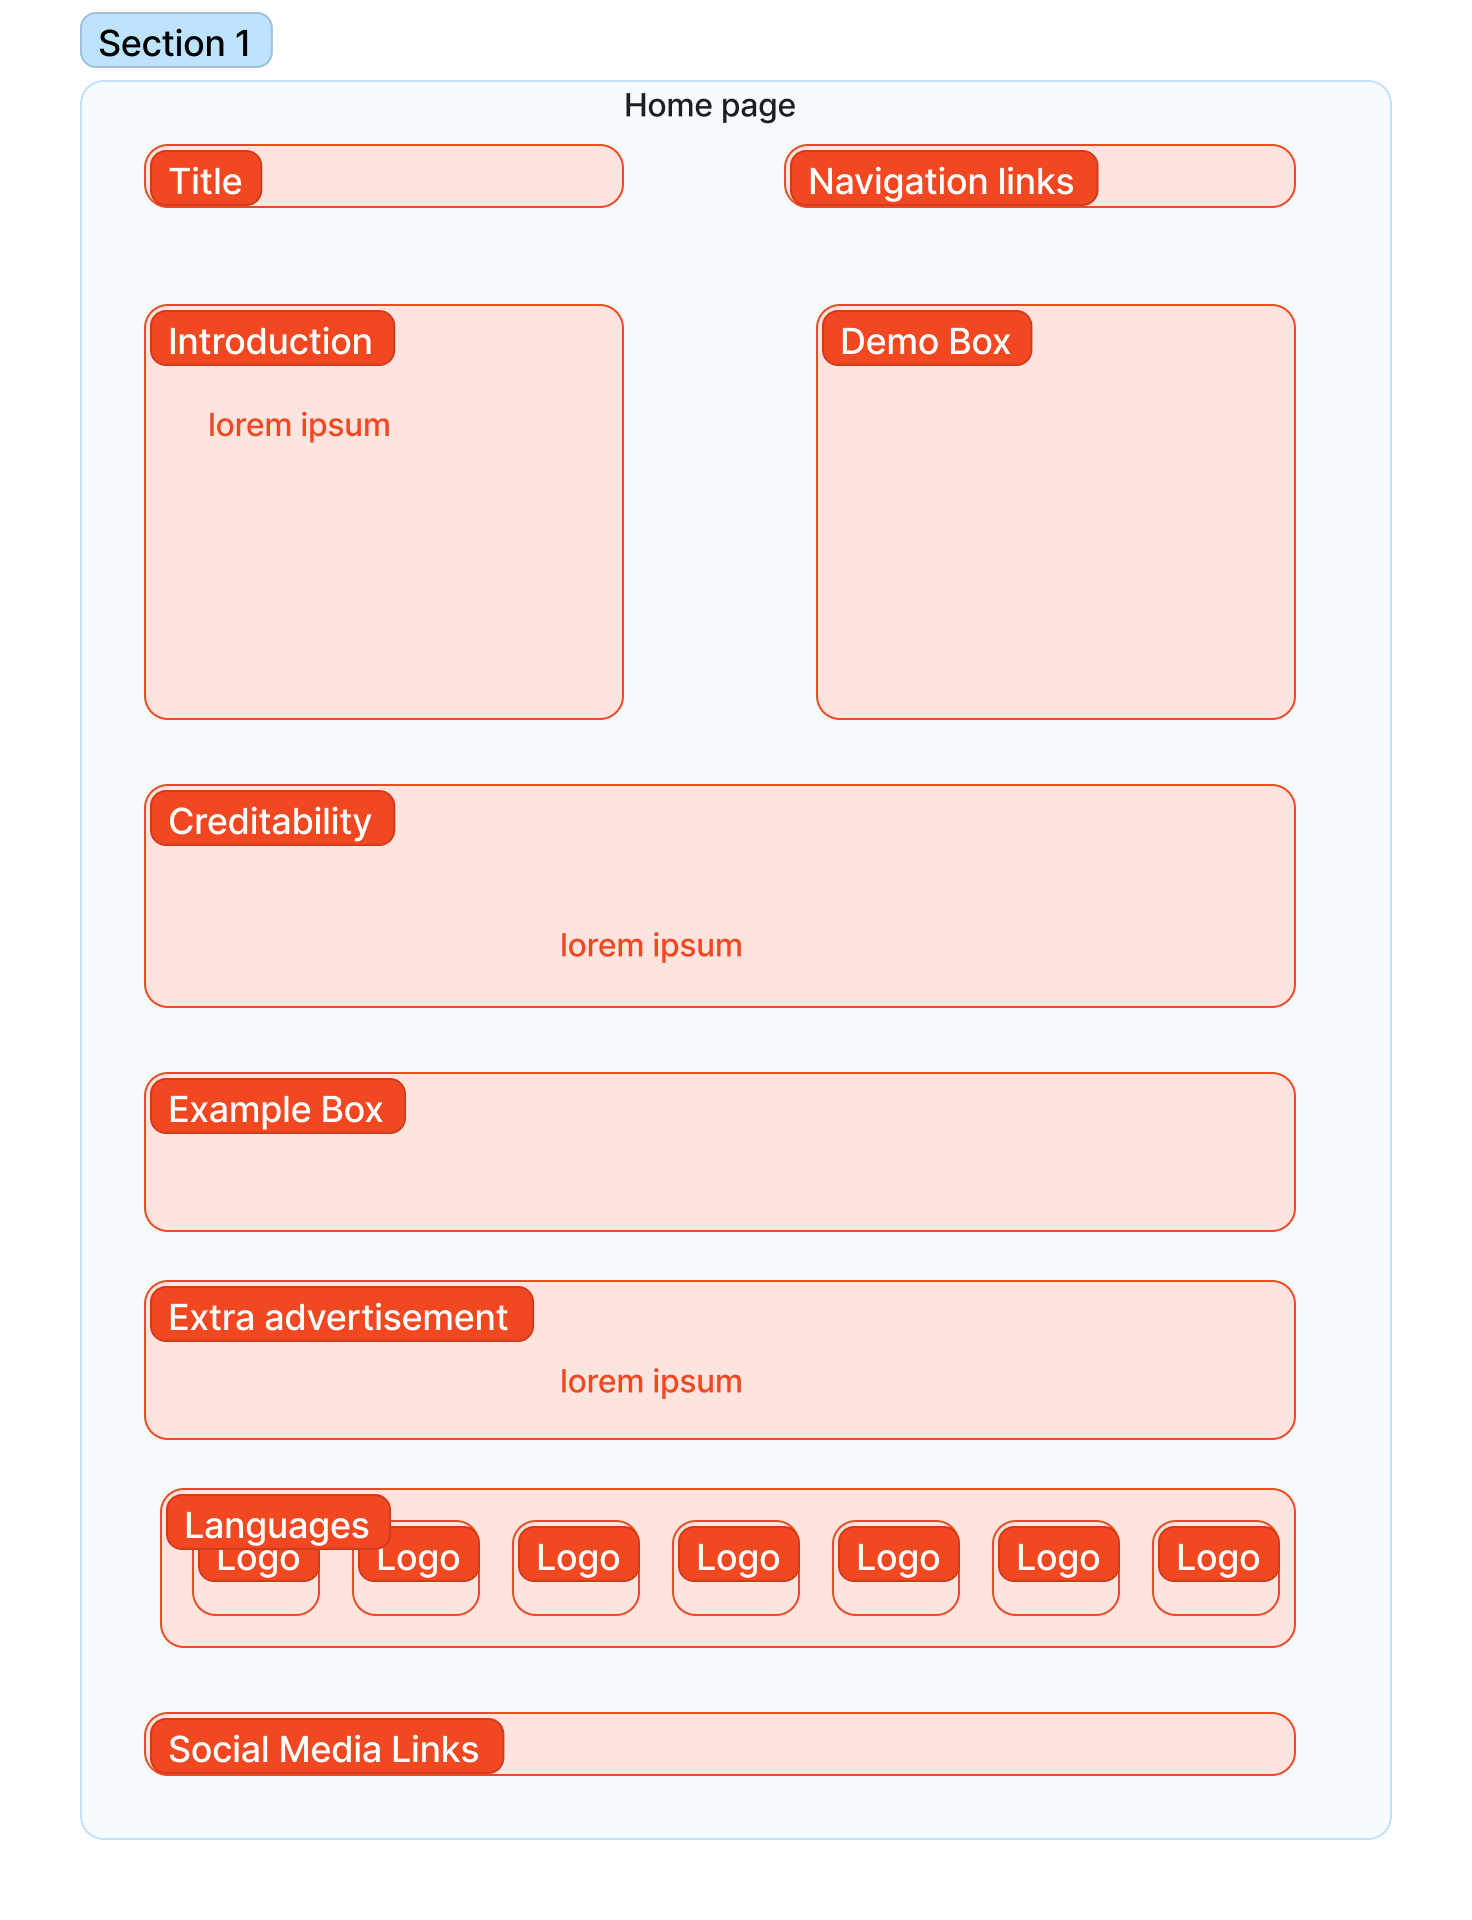 Section 1
Home page
Title
Navigation links
Introduction
lorem ipsum
Demo Box
Creditability
lorem ipsum
Example Box
Extra advertisement
lorem ipsum
Languages
Logo Logo Logo Logo Logo Logo Logo
Social Media Links